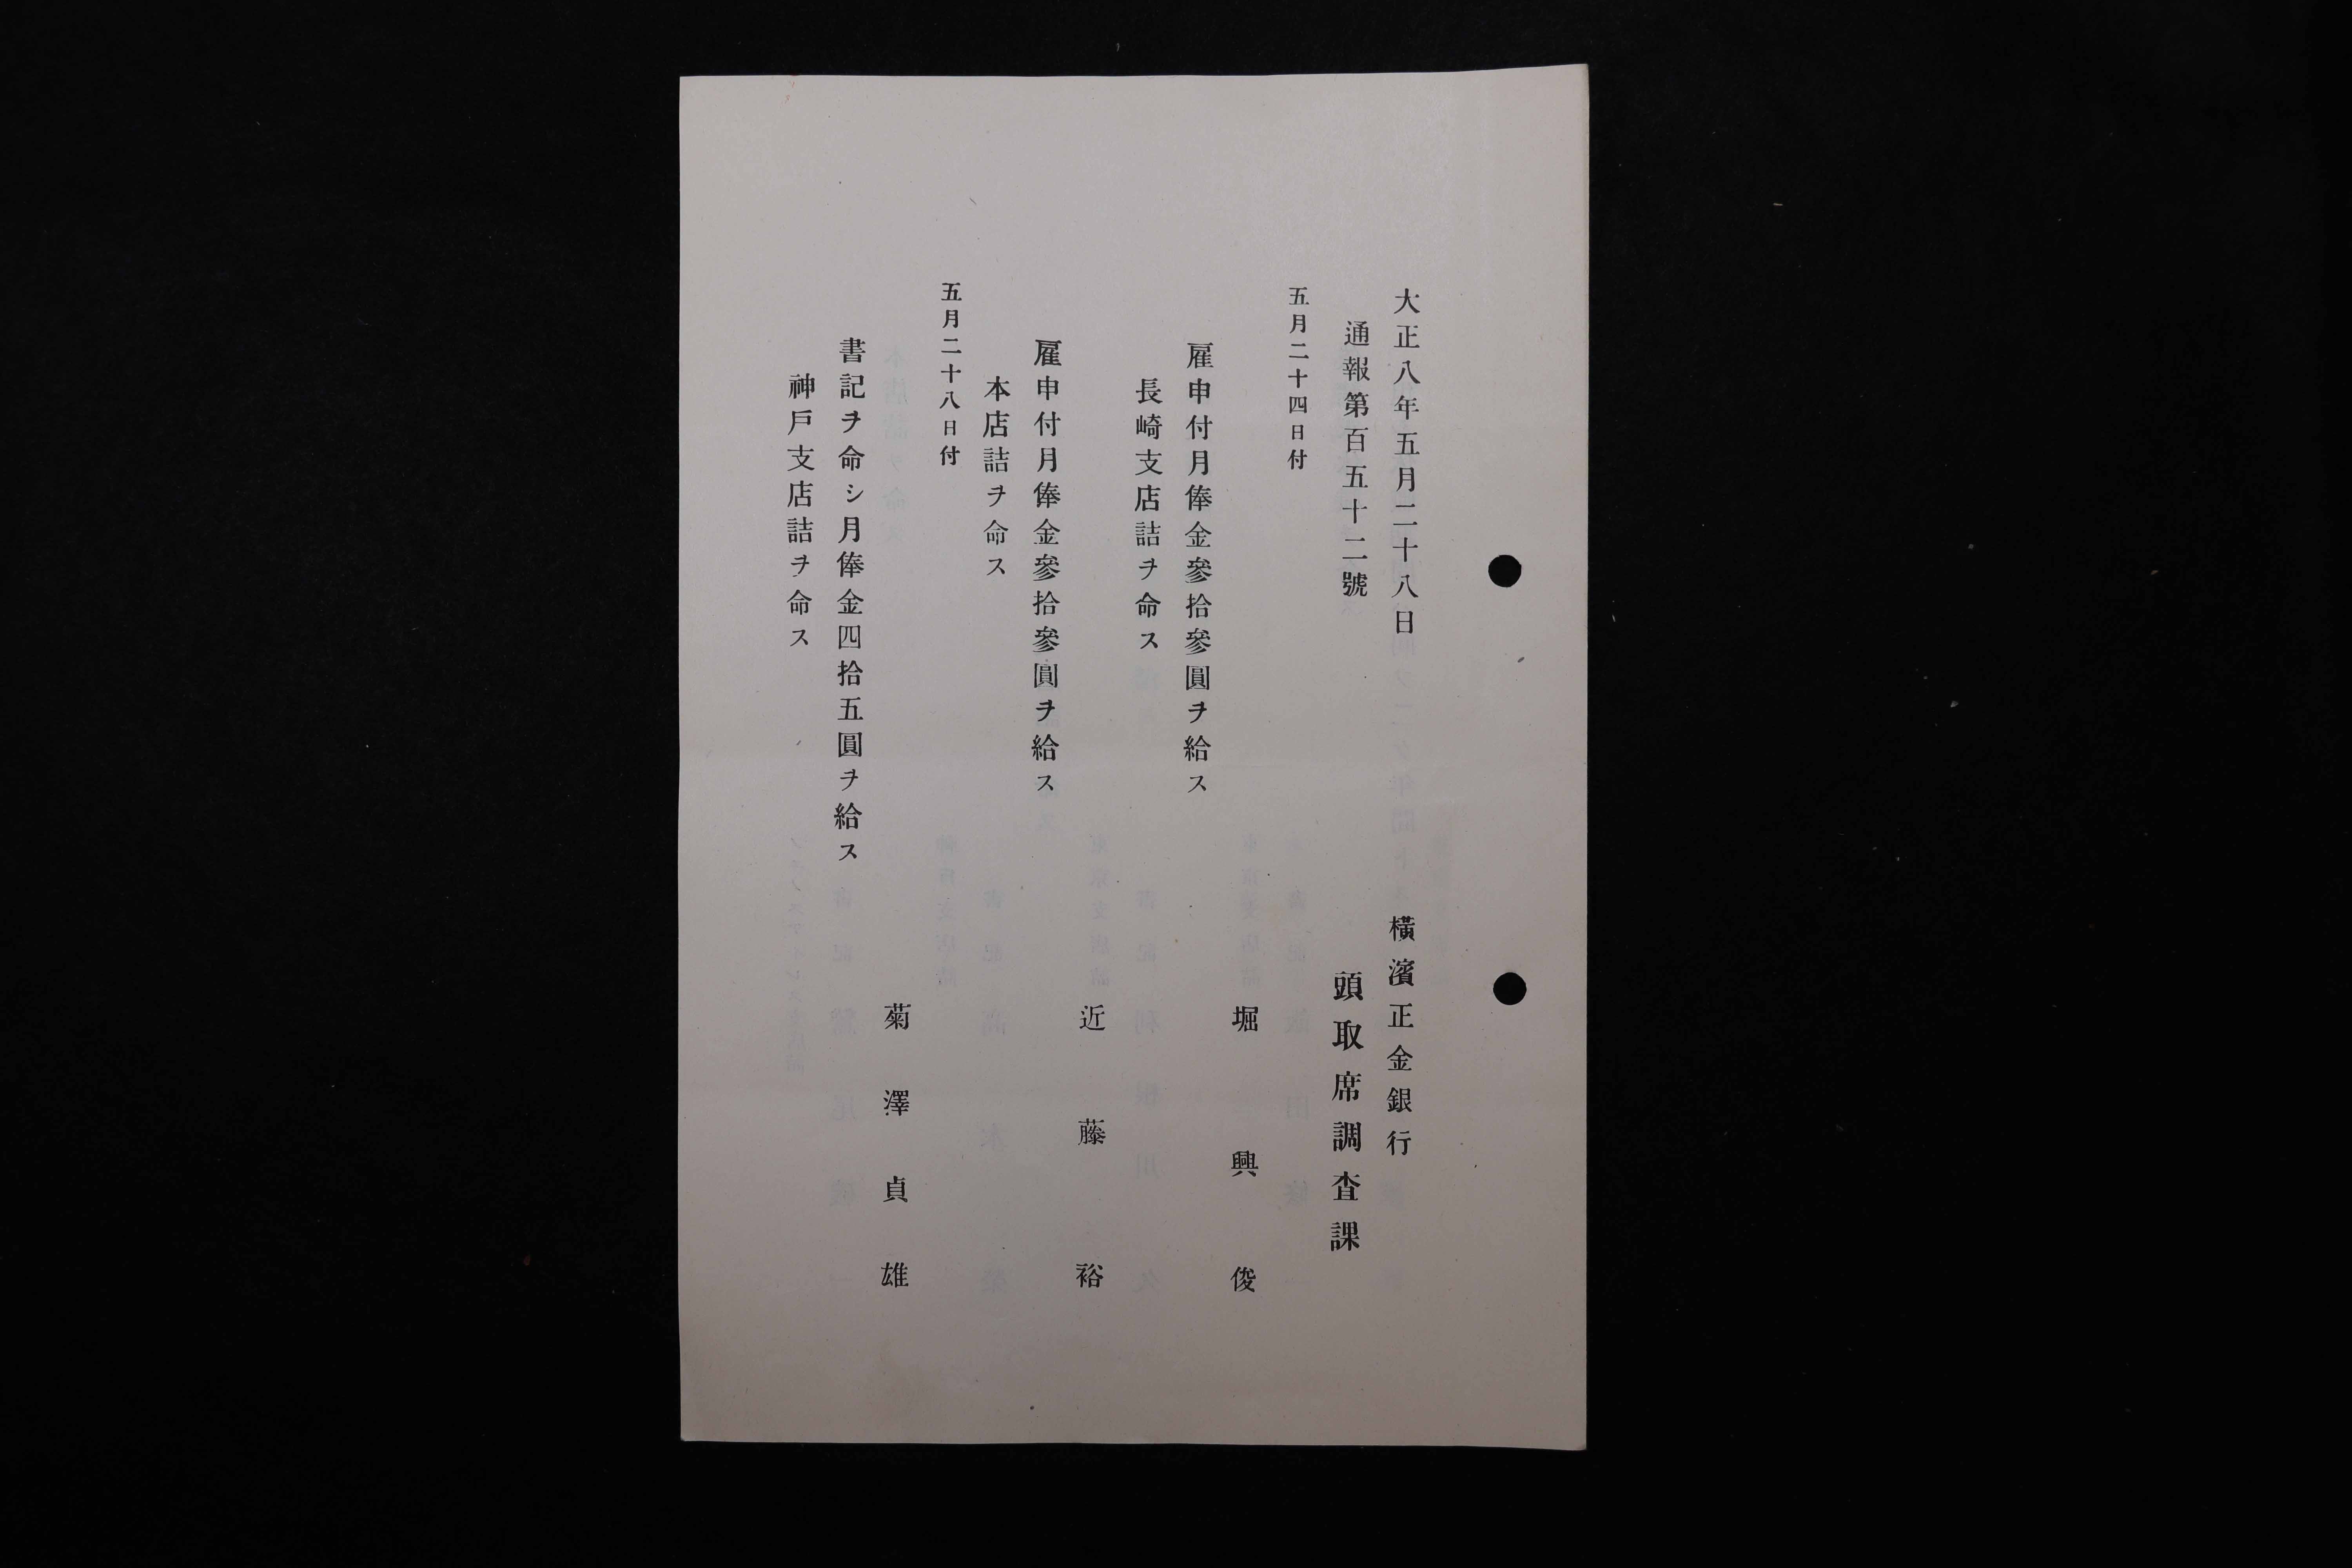 大正八年五月二十八日
橫濱正金銀行
通報第百五十二號
頭取席調査課
五月二十四日付
堀興俊
雇申付月俸金參拾參圓ヲ給ス
長崎支店詰ヲ命ス
近藤裕
雇申付月俸金參拾參圓ヲ給ス
本店詰ヲ命ス
五月二十八日付
菊澤貞雄
書記ヲ命シ月俸金四拾五圓ヲ給ス
神戶支店詰ヲ命ス